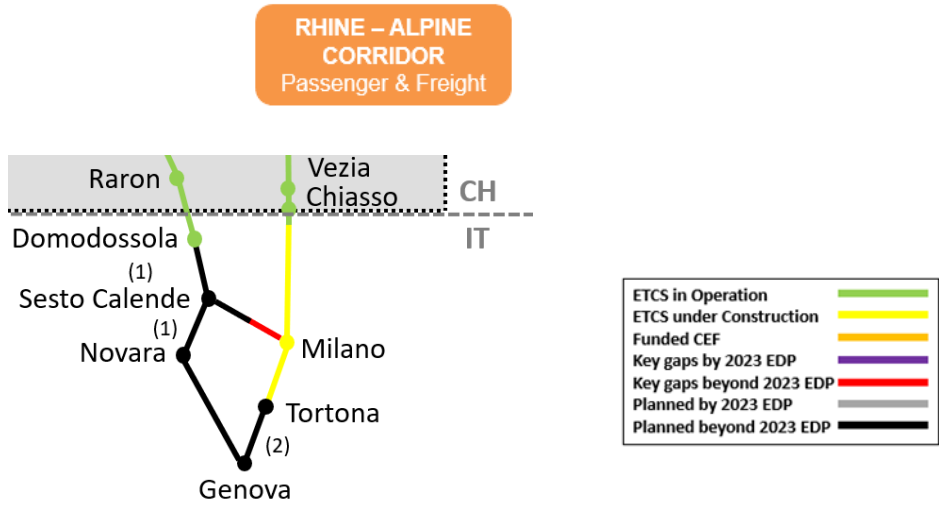 RHINE – ALPINE
CORRIDOR
Passenger & Freight
Raron
Vezia
Chiasso
CH
IT
Domodossola
(1)
Sesto Calende
(1)
Novara
Milano
Tortona
(2)
Genova
ETCS in Operation
ETCS under Construction
Funded CEF
Key gaps by 2023 EDP
Key gaps beyond 2023 EDP
Planned by 2023 EDP
Planned beyond 2023 EDP